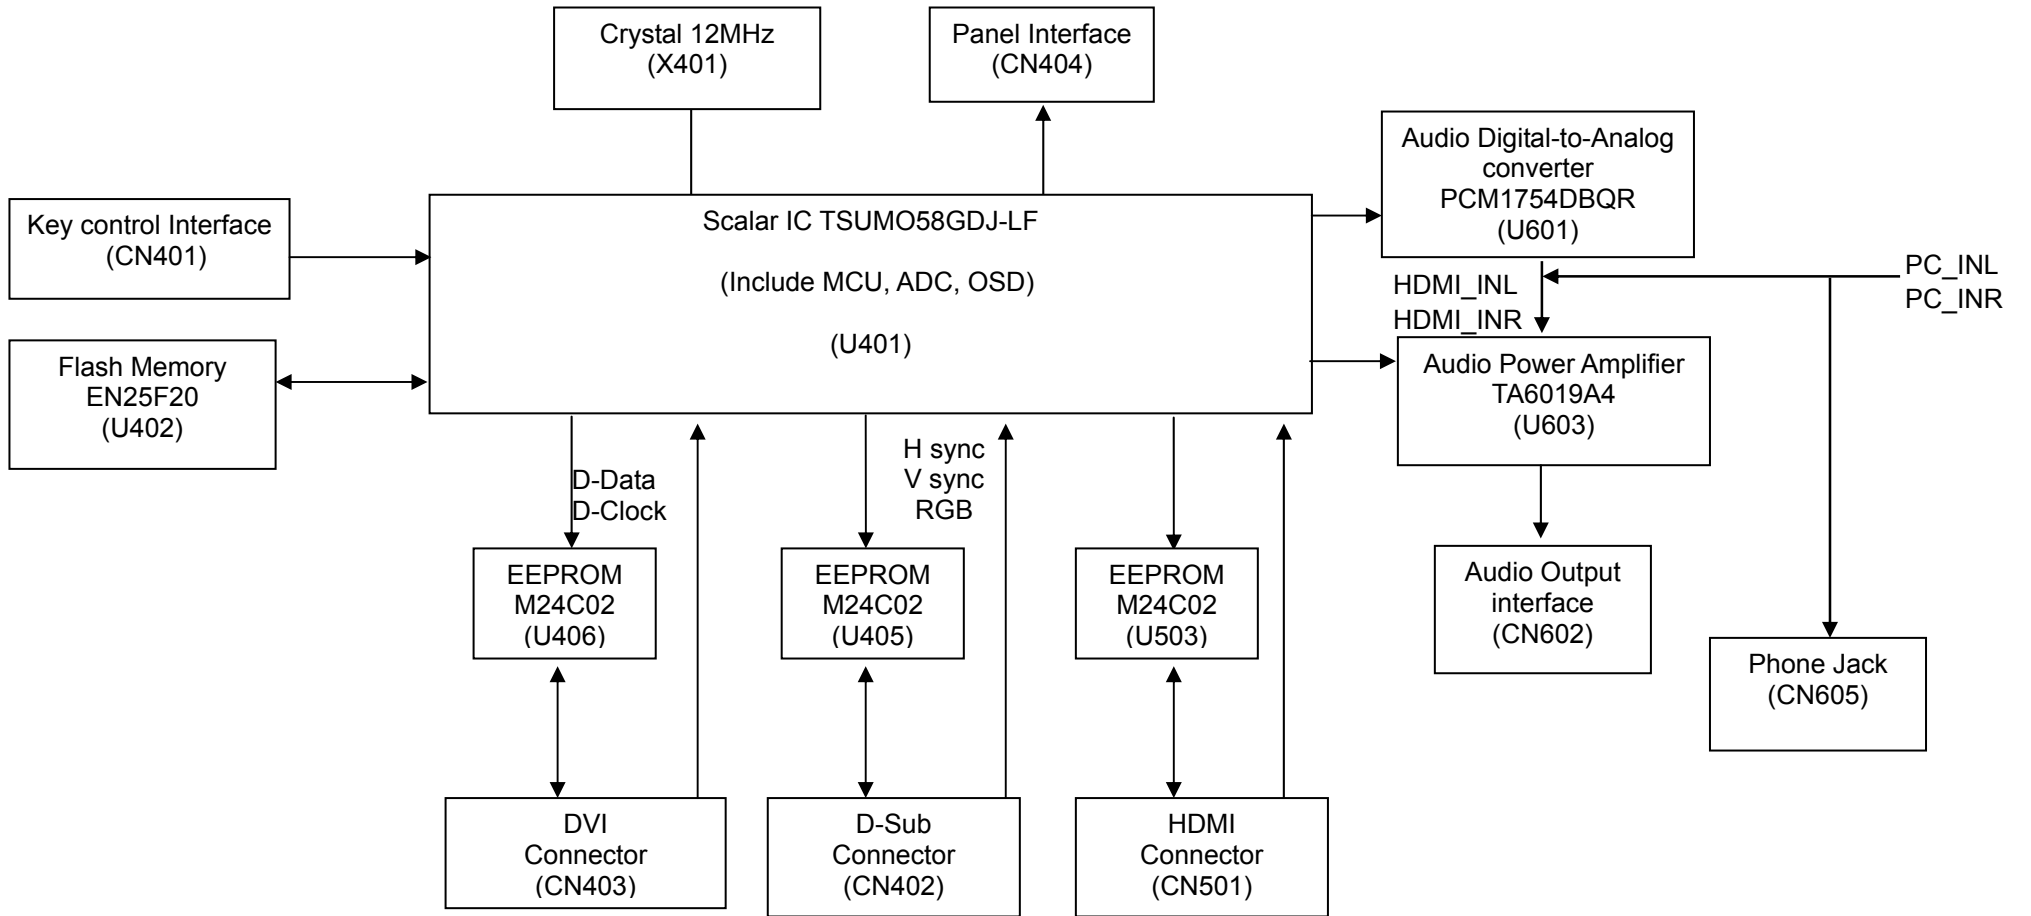 Crystal 12MHz
(X401)
Panel Interface
(CN404)
Audio Digital-to-Analog
converter
PCM1754DBQR
(U601)
Key control Interface
(CN401)
Scalar IC TSUMO58GDJ-LF
(Include MCU, ADC, OSD)
(U401)
HDMI_INL
HDMI_INR
PC_INL
PC_INR
Flash Memory
EN25F20
(U402)
Audio Power Amplifier
TA6019A4
(U603)
D-Data
D-Clock
H sync
V sync
RGB
EEPROM
M24C02
(U406)
EEPROM
M24C02
(U405)
EEPROM
M24C02
(U503)
Audio Output
interface
(CN602)
Phone Jack
(CN605)
DVI
Connector
(CN403)
D-Sub
Connector
(CN402)
HDMI
Connector
(CN501)